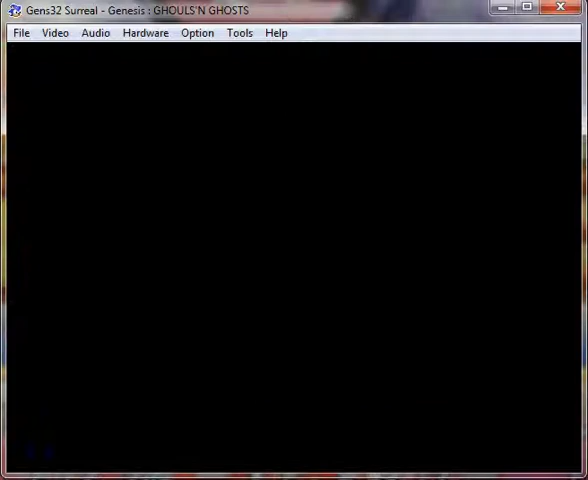 Gens32 Surreal - Genesis : GHOULS'N GHOSTS
File Video Audio Hardware Option Tools Help